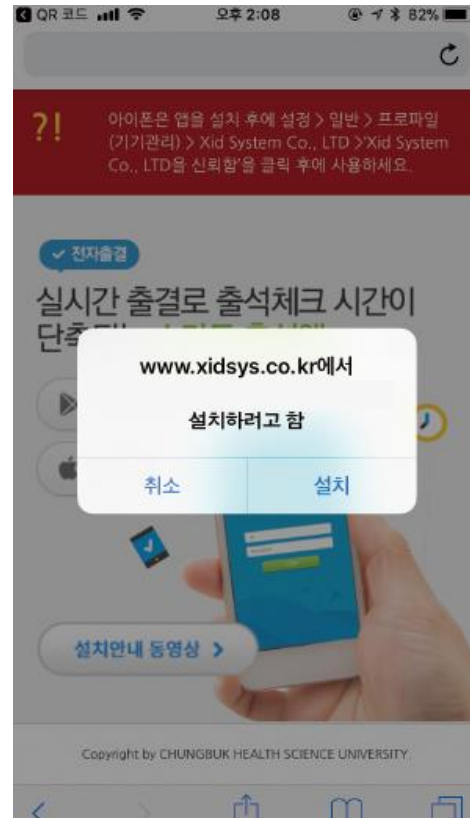 QR 코드
오후 2:08
82%
?!
아이폰은 앱을 설치 후에 설정 > 일반 > 프로파일
(기기관리) > Xid System Co., LTD >'Xid System
Co., LTD을 신뢰함'을 클릭 후에 사용하세요.
전자출결
실시간 출결로 출석체크 시간이
www.xidsys.co.kr에서
설치하려고 함
취소
설치
설치안내 동영상 >
Copyright by CHUNGBUK HEALTH SCIENCE UNIVERSITY.